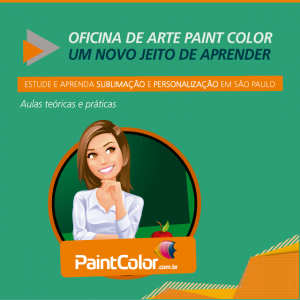 OFICINA DE ARTE PAINT COLOR
UM NOVO JEITO DE APRENDER
ESTUDE E APRENDA SUBLIMAÇÃO E PERSONALIZAÇÃO EM SÃO PAULO
Aulas teóricas e práticas
PaintColor
.com.br